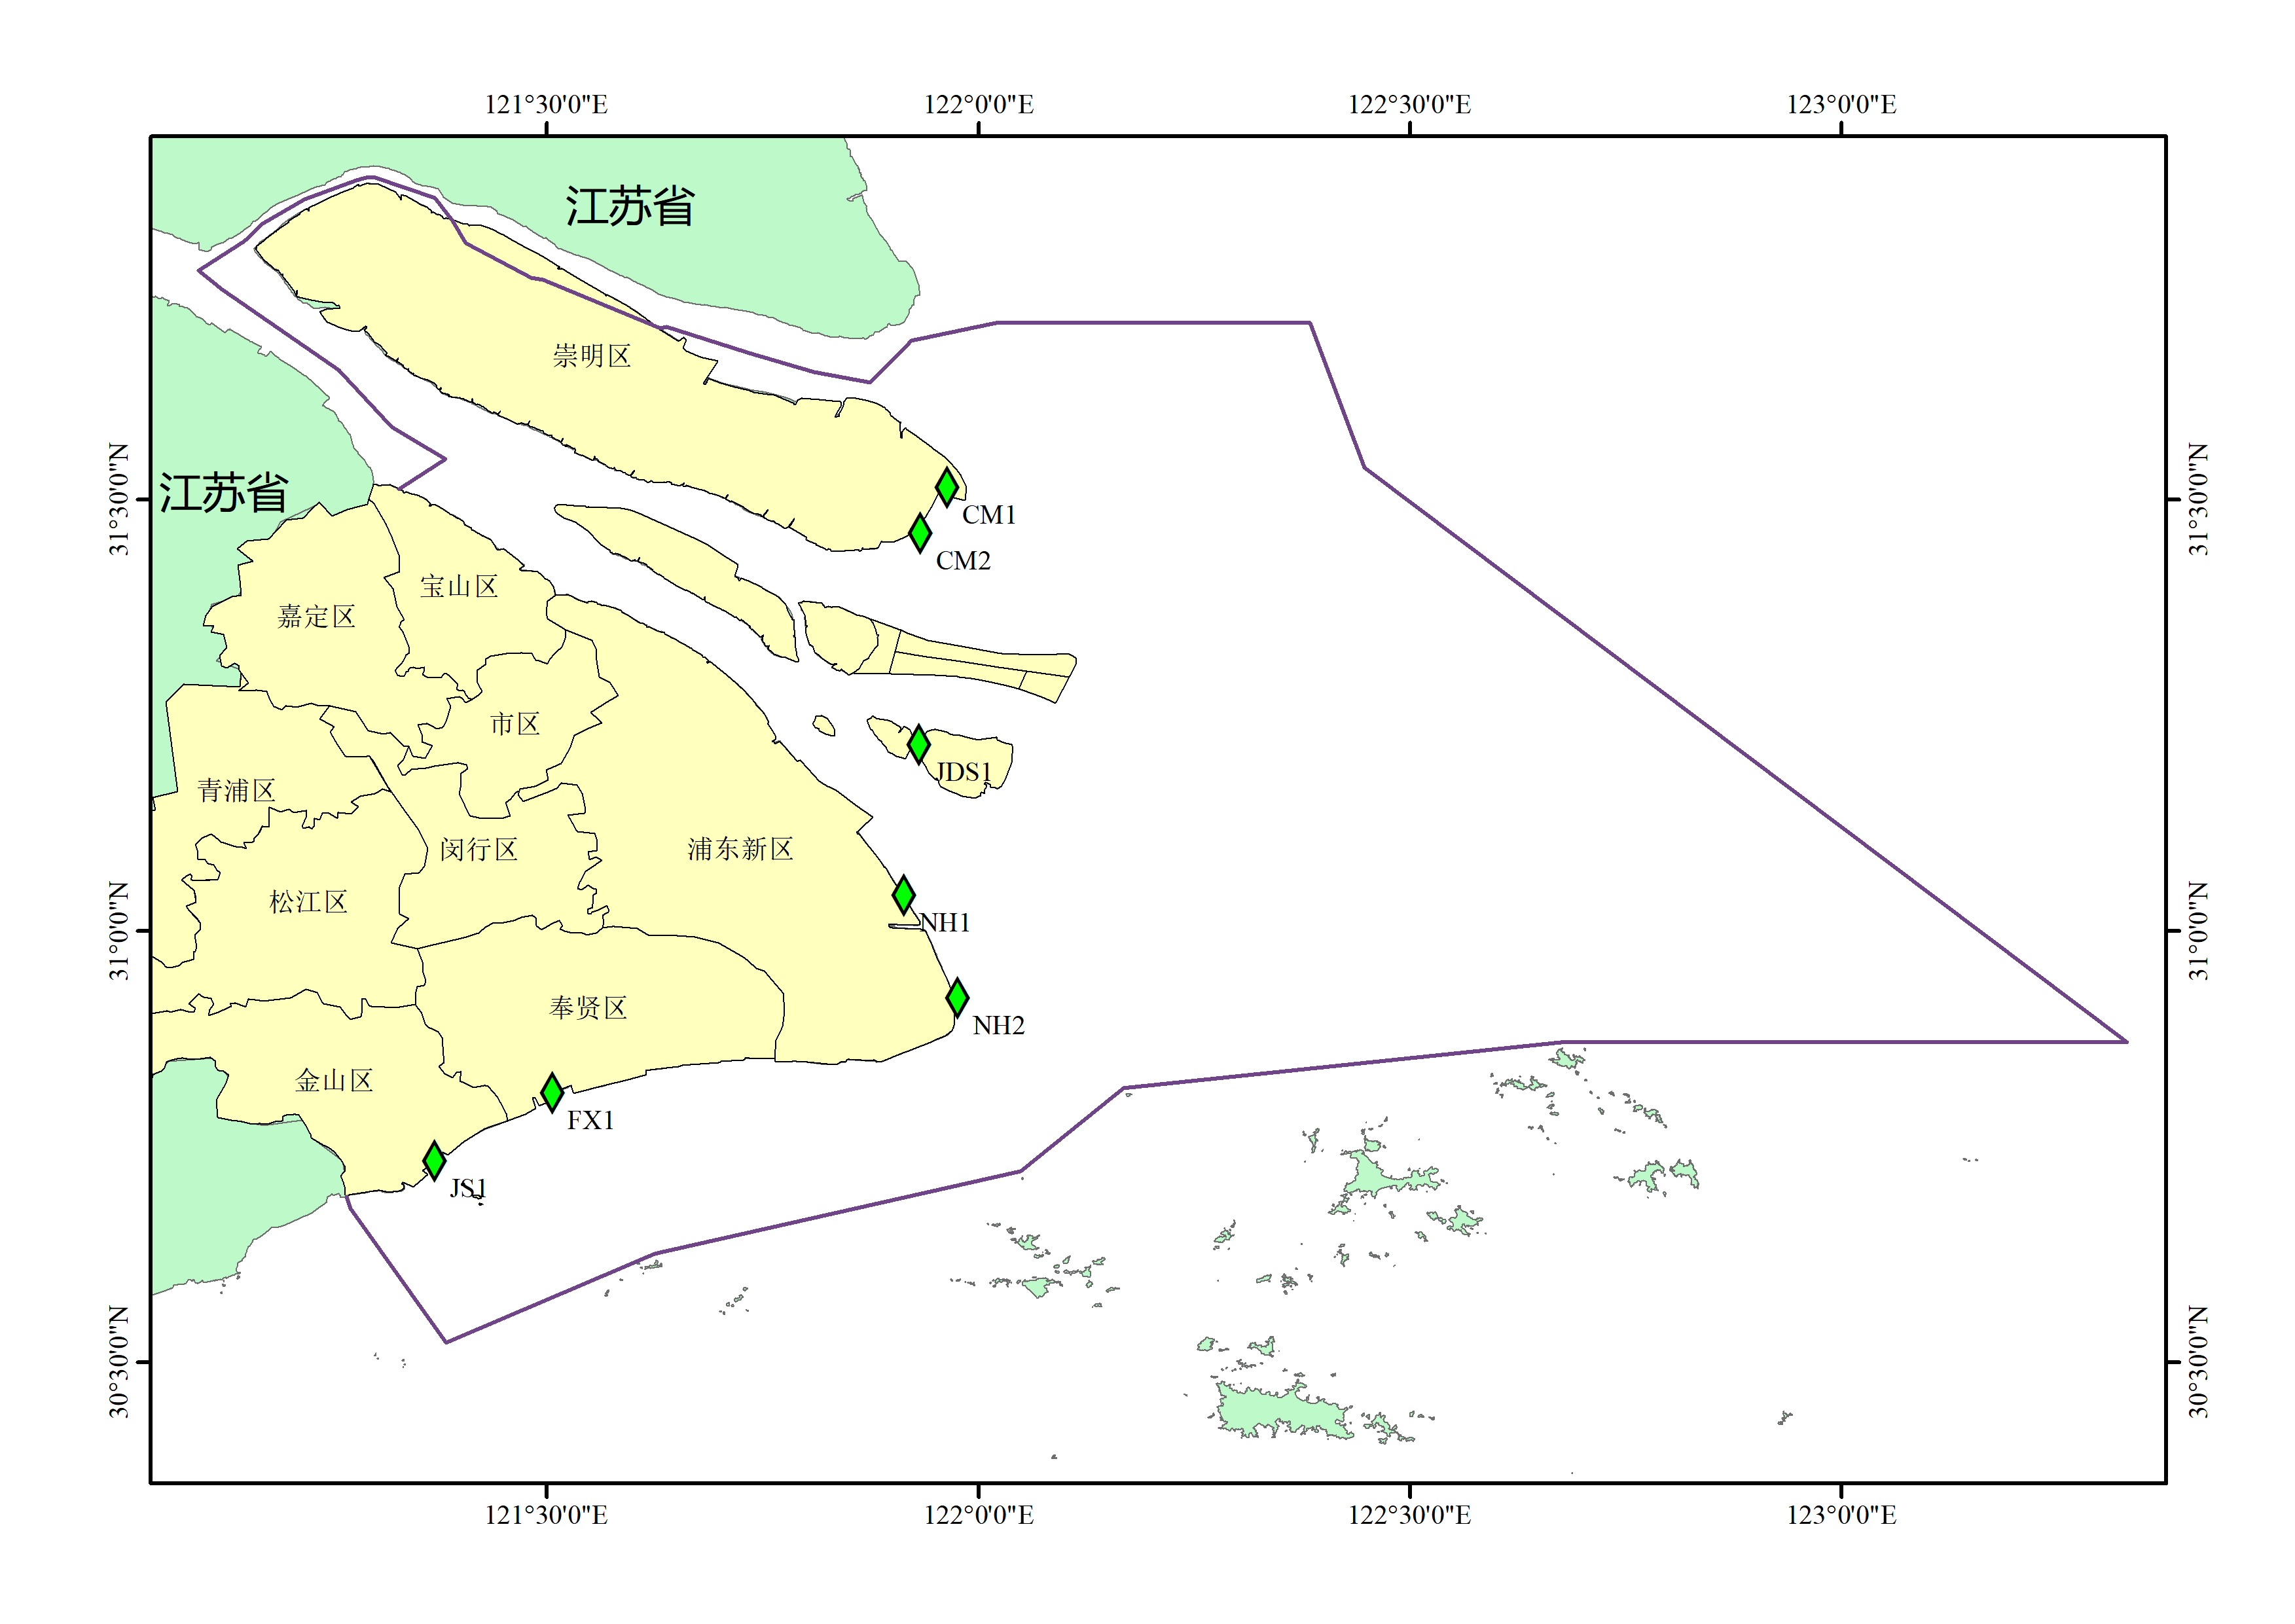 121°30'0"E
122°0'0"E
122°30'0"E
123°0'0"E
江苏省
崇明区
31°30'0"N
江苏省
31°30'0"N
CM1
CM2
宝山区
嘉定区
市区
JDS1
青浦区
闵行区
浦东新区
松江区
NH1
31°0'0"N
31°0'0"N
奉贤区
NH2
金山区
FX1
JS1
30°30'0"N
30°30'0"N
121°30'0"E
122°0'0"E
122°30'0"E
123°0'0"E